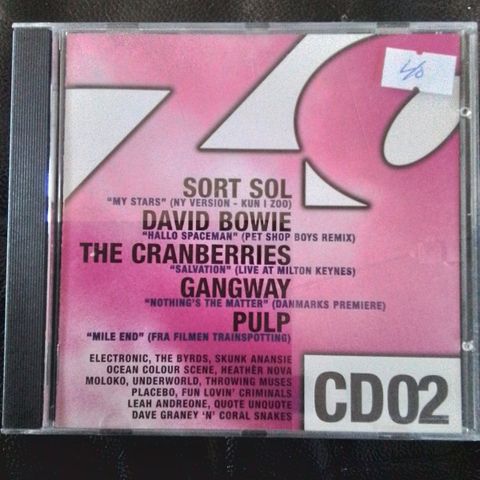 ZO
40
SORT SOL
"MY STARS" (NY VERSION - KUN I ZOO)
DAVID BOWIE
"HALLO SPACEMAN" (PET SHOP BOYS REMIX)
THE CRANBERRIES
"SALVATION" (LIVE AT MILTON KEYNES)
GANGWAY
"NOTHING'S THE MATTER" (DANMARKS PREMIERE)
PULP
"MILE END" (FRA FILMEN TRAINSPOTTING)
ELECTRONIC, THE BYRDS, SKUNK ANANSIE
OCEAN COLOUR SCENE, HEATHER NOVA
MOLOKO, UNDERWORLD, THROWING MUSES
PLACEBO, FUN LOVIN' CRIMINALS
LEAH ANDREONE, QUOTE UNQUOTE
DAVE GRANEY 'N' CORAL SNAKES
CD02